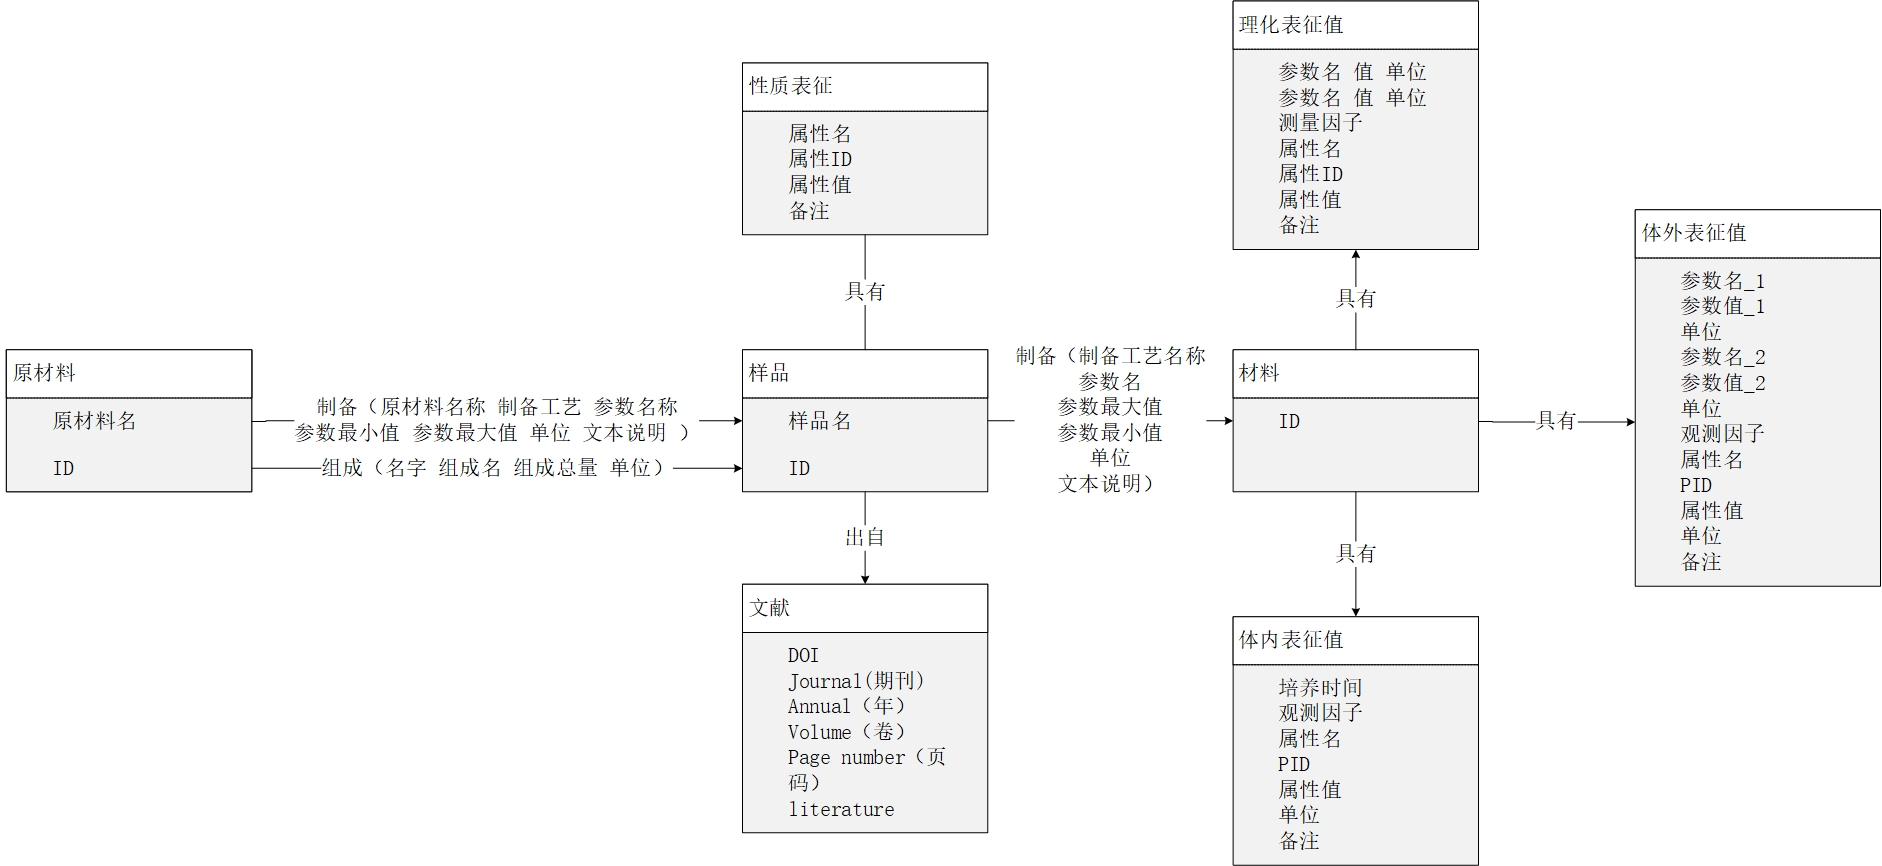 理化表征值
参数名 值 单位
参数名 值 单位
测量因子
属性名
属性ID
属性值
备注
性质表征
属性名
属性ID
属性值
备注
具有
具有
体外表征值
参数名_1
参数值_1
单位
参数名_2
参数值_2
单位
观测因子
属性名
PID
属性值
单位
备注
原材料
原材料名
ID
制备（原材料名称 制备工艺 参数名称
参数最小值 参数最大值 单位 文本说明 ）
组成（名字 组成名 组成总量 单位）
样品
样品名
ID
制备（制备工艺名称
参数名
参数最大值
参数最小值
单位
文本说明）
材料
ID
具有
出自
具有
文献
DOI
Journal(期刊)
Annual（年）
Volume（卷）
Page number（页
码）
literature
体内表征值
培养时间
观测因子
属性名
PID
属性值
单位
备注